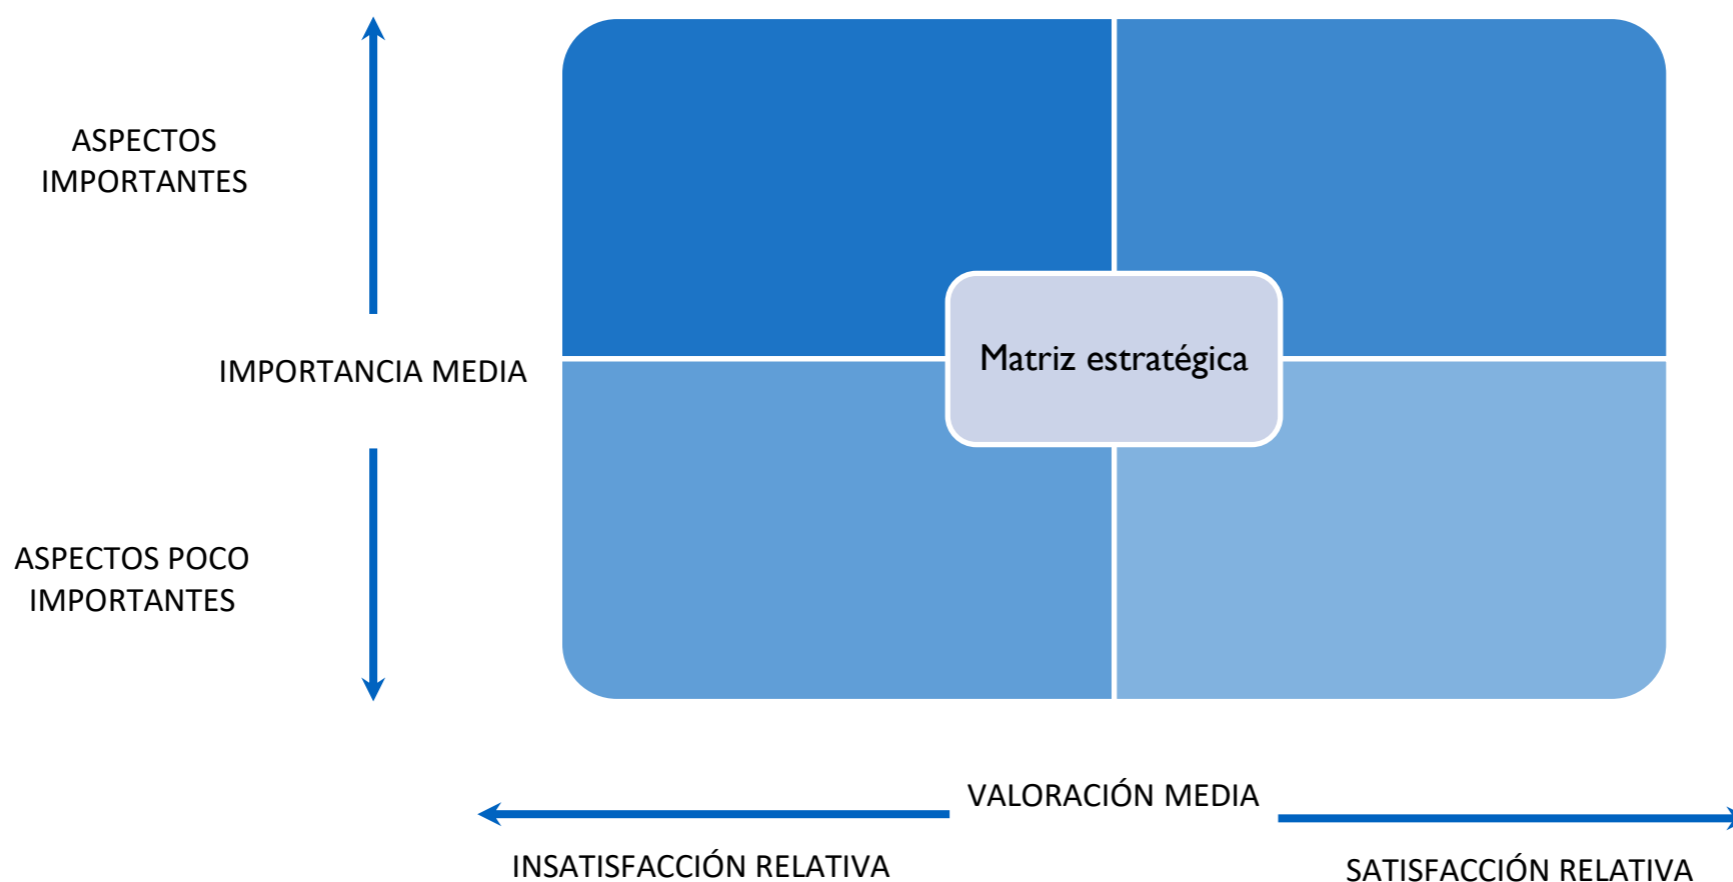 ASPECTOS
IMPORTANTES
IMPORTANCIA MEDIA
Matriz estratégica
ASPECTOS POCO
IMPORTANTES
VALORACIÓN MEDIA
INSATISFACCIÓN RELATIVA
SATISFACCIÓN RELATIVA